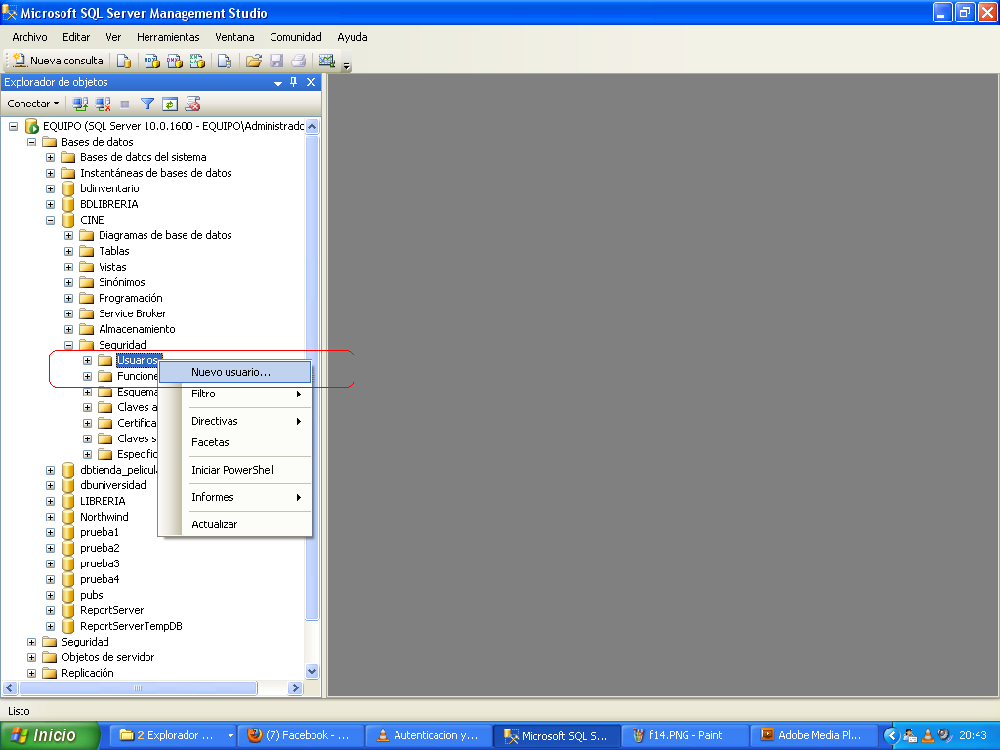 Microsoft SQL Server Management Studio
Archivo Editar Ver Herramientas Ventana Comunidad Ayuda
Nueva consulta
Explorador de objetos
Conectar
EQUIPO (SQL Server 10.0.1600 - EQUIPO\Administrado
Bases de datos
Bases de datos del sistema
Instantáneas de bases de datos
bdinventario
BDLIBRERIA
CINE
Diagramas de base de datos
Tablas
Vistas
Sinónimos
Programación
Service Broker
Almacenamiento
Seguridad
Usuarios
Nuevo usuario...
Funcione
Esquema
Filtro
Claves a
Certifica
Directivas
Claves s
Facetas
Especific
dbtienda_pelicula
Iniciar PowerShell
dbuniversidad
LIBRERIA
Informes
Northwind
prueba1
Actualizar
prueba2
prueba3
prueba4
pubs
ReportServer
ReportServerTempDB
Seguridad
Objetos de servidor
Replicación
Listo
Inicio
2 Explorador ...
(7) Facebook - ...
Autenticacion y...
Microsoft SQL S...
f14.PNG - Paint
Adobe Media Pl...
20:43